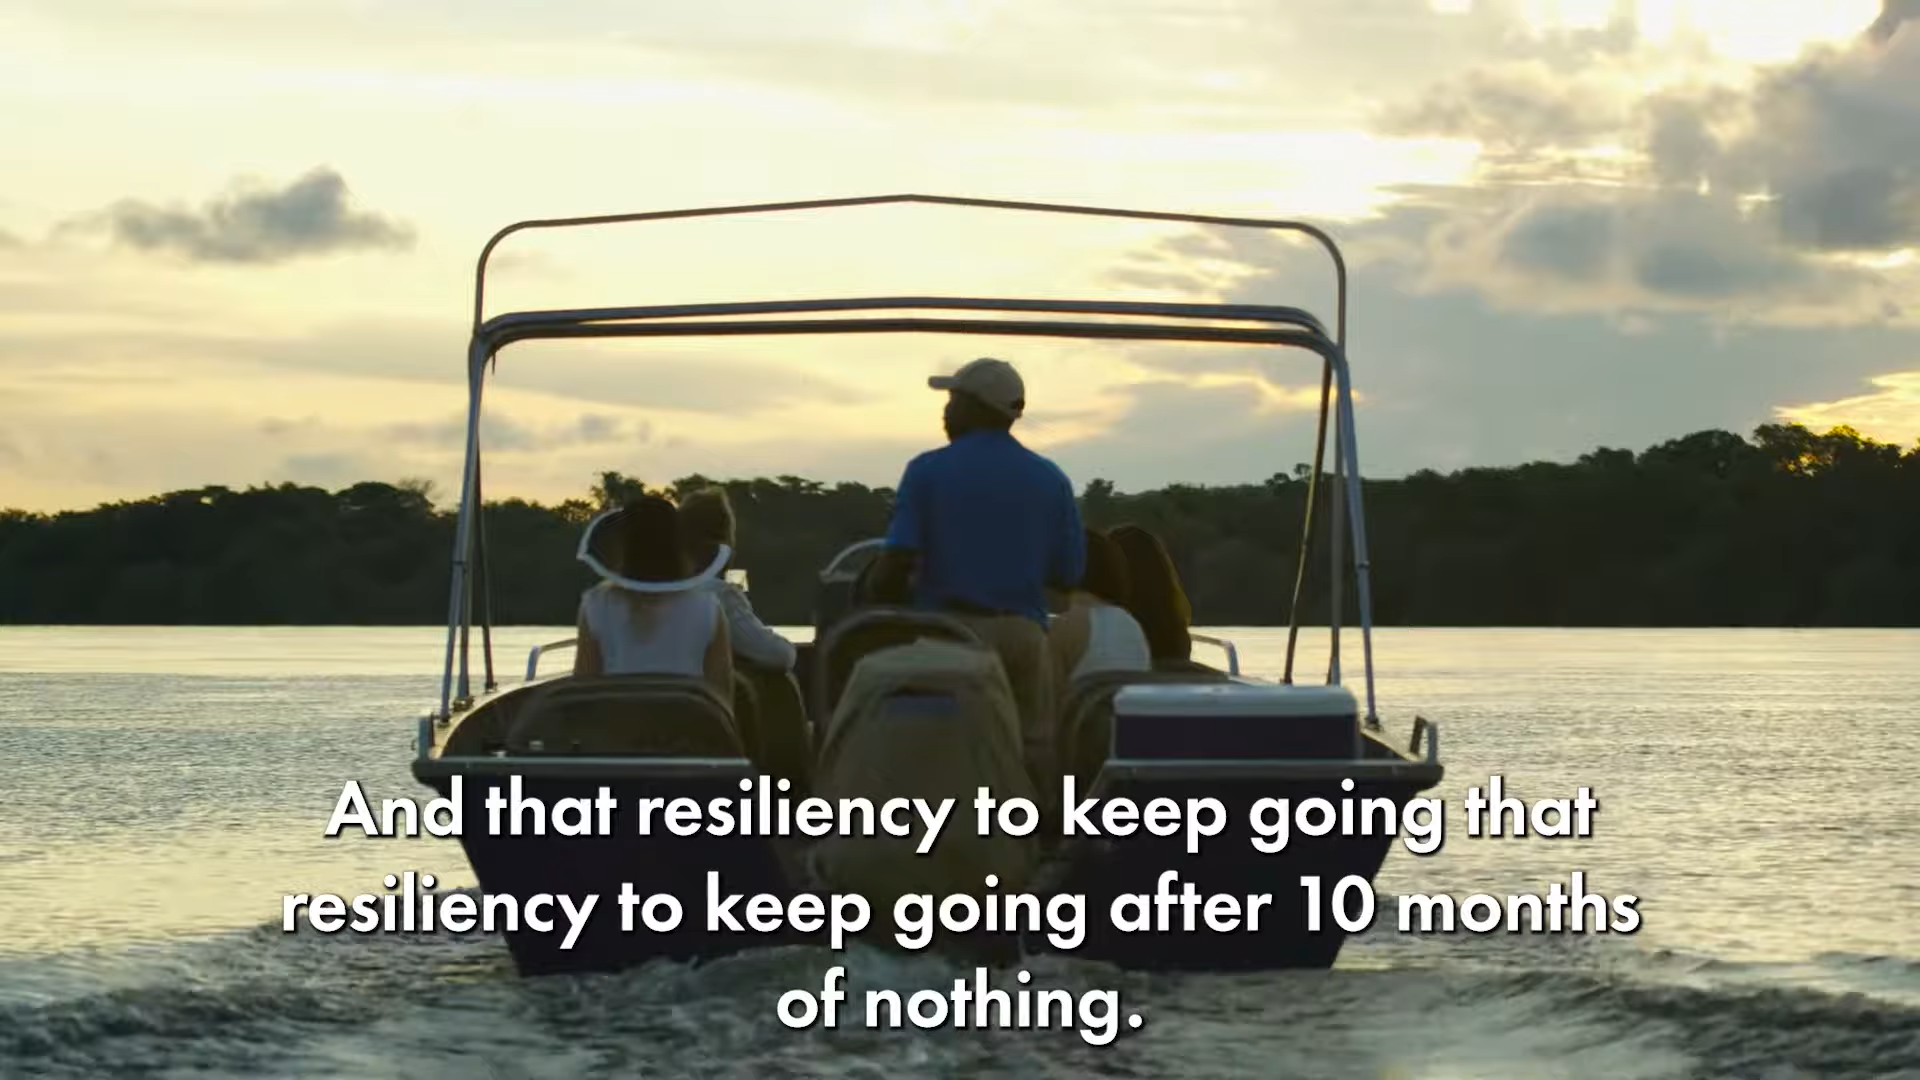 And that resiliency to keep going that
resiliency to keep going after 10 months
of nothing.